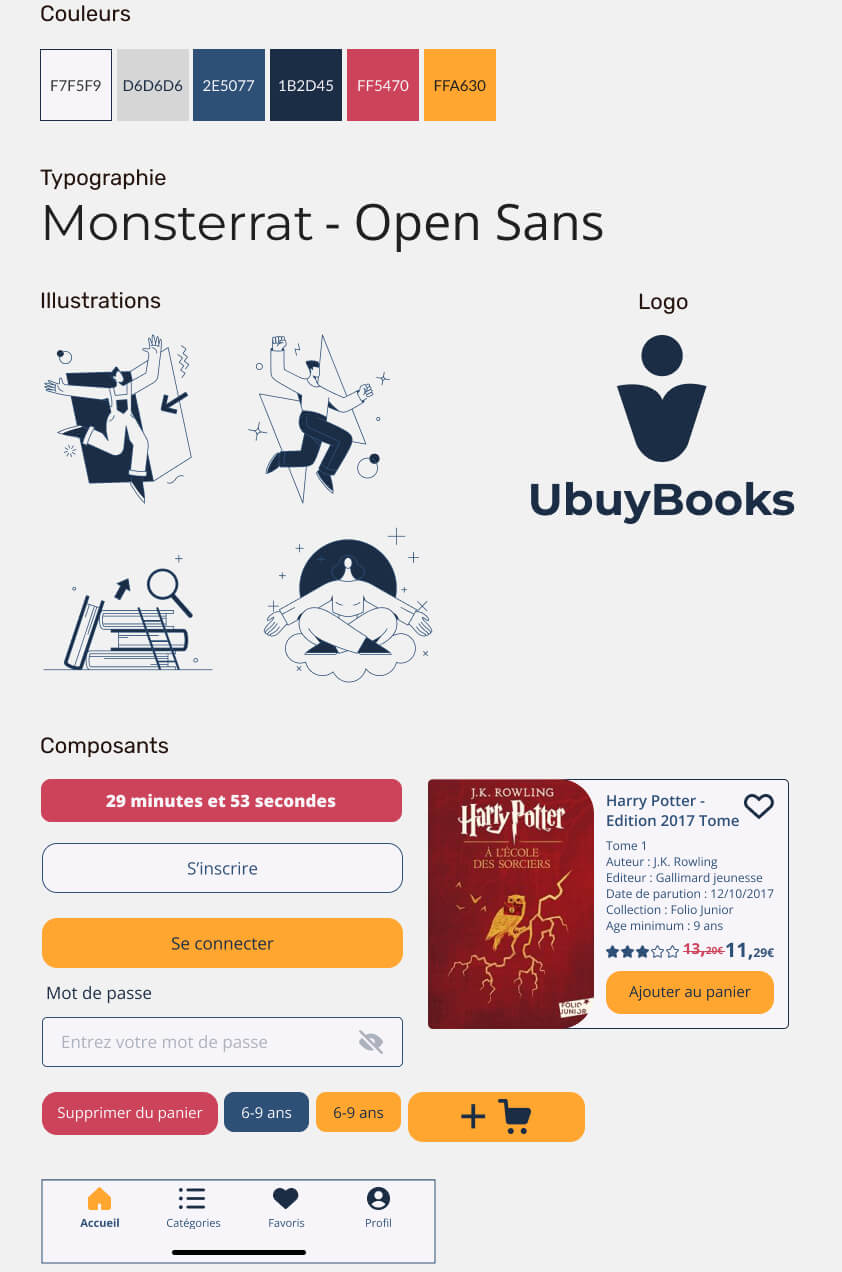 Couleurs
F7F5F9 D6D6D6 2E5077 1B2D45 FF5470 FFA630
Typographie
Monsterrat - Open Sans
Illustrations
Logo
UbuyBooks
Composants
29 minutes et 53 secondes
S'inscrire
Se connecter
Mot de passe
Entrez votre mot de passe
J.K. ROWLING
Harry Potter
À L'ÉCOLE
DES SORCIERS
FOLIO
JUNIOR
Harry Potter -
Edition 2017 Tome
Tome 1
Auteur : J.K. Rowling
Editeur : Gallimard jeunesse
Date de parution : 12/10/2017
Collection : Folio Junior
Age minimum : 9 ans
13,20€ 11,29€
Ajouter au panier
Supprimer du panier 6-9 ans 6-9 ans
Accueil Catégories Favoris Profil